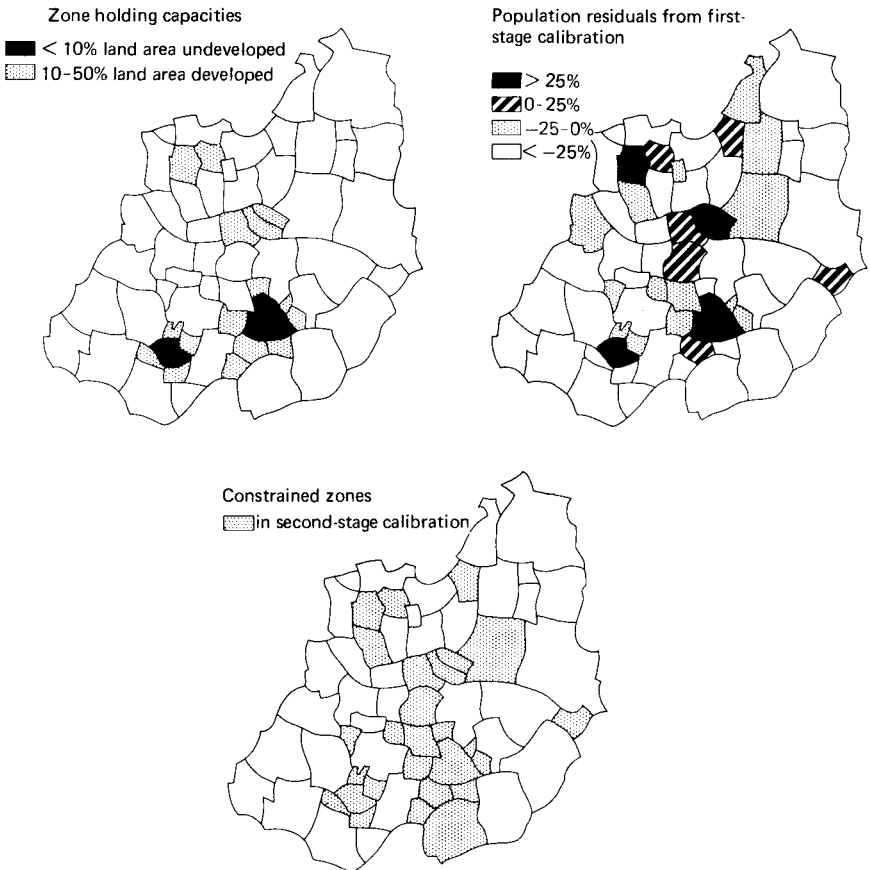 Zone holding capacities
< 10% land area undeveloped
10-50% land area developed
Population residuals from first-
stage calibration
> 25%
0-25%
-25-0%
< -25%
Constrained zones
in second-stage calibration